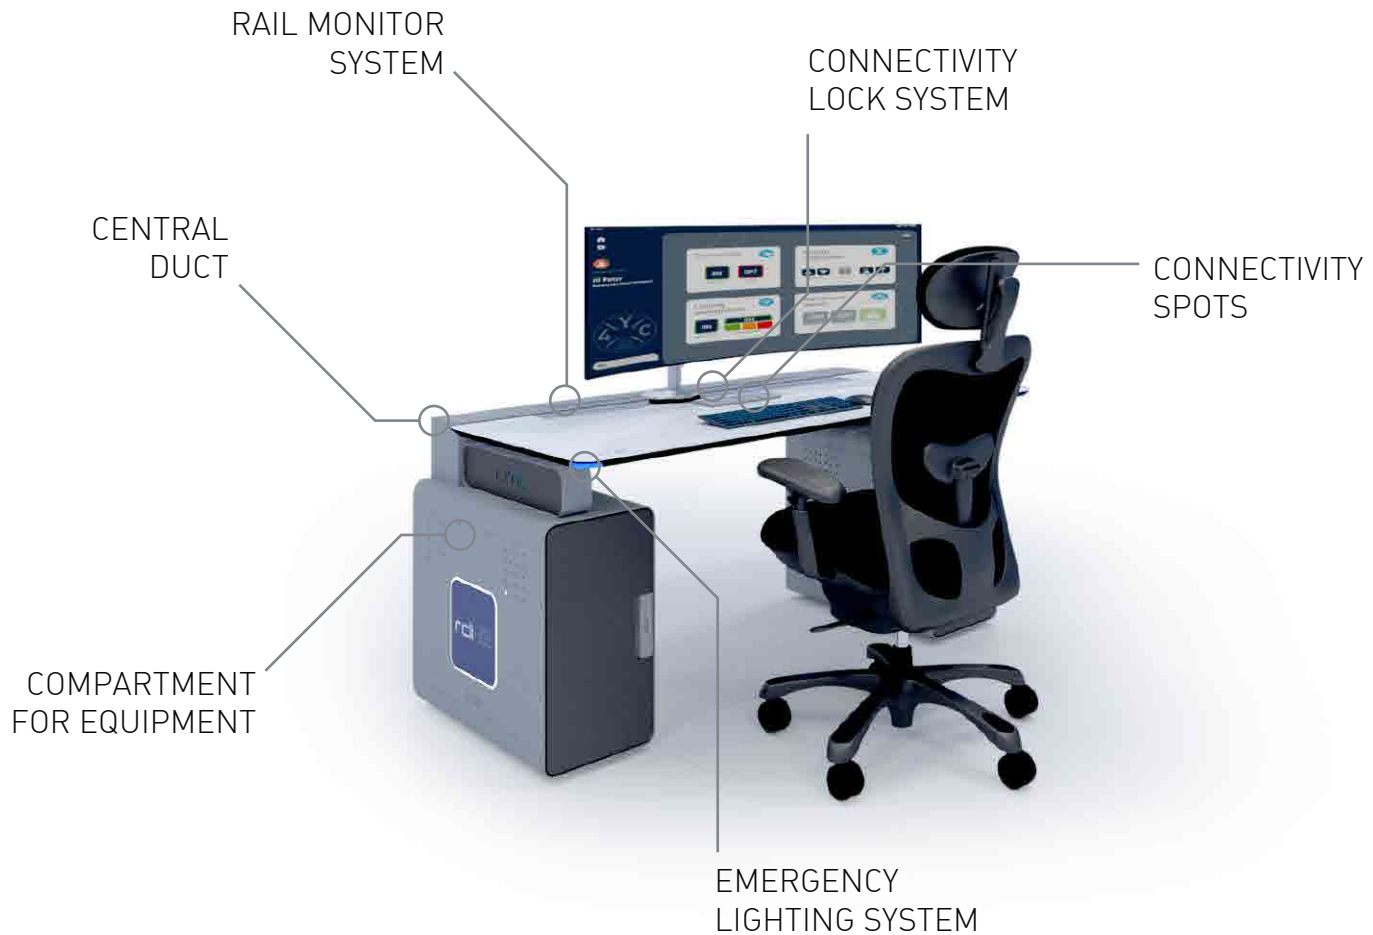 RAIL MONITOR
SYSTEM
CONNECTIVITY
LOCK SYSTEM
CENTRAL
DUCT
CONNECTIVITY
SPOTS
COMPARTMENT
FOR EQUIPMENT
EMERGENCY
LIGHTING SYSTEM